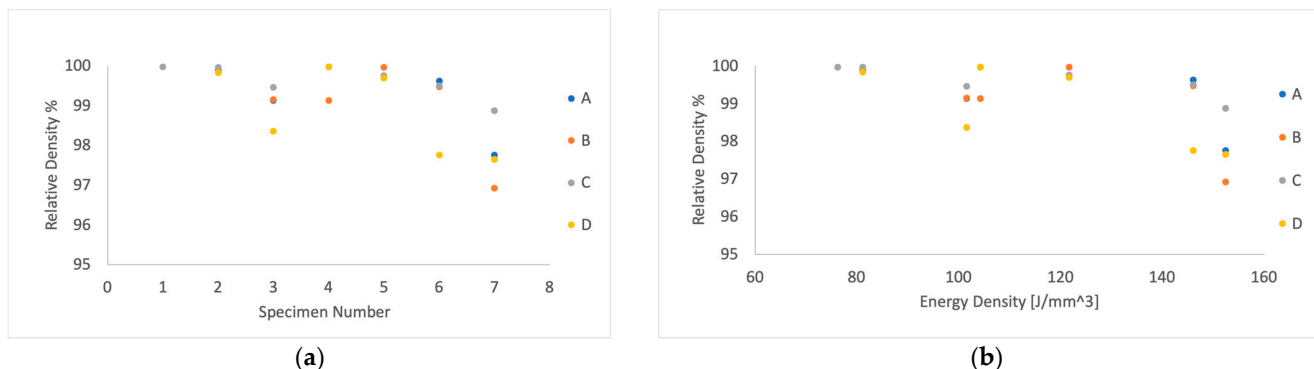 100
99
98
97
96
95
Relative Density %
0 1 2 3 4 5 6 7 8
Specimen Number
A
B
C
D
(a)
100
99
98
97
96
95
Relative Density %
60 80 100 120 140 160
Energy Density [J/mm^3]
A
B
C
D
(b)